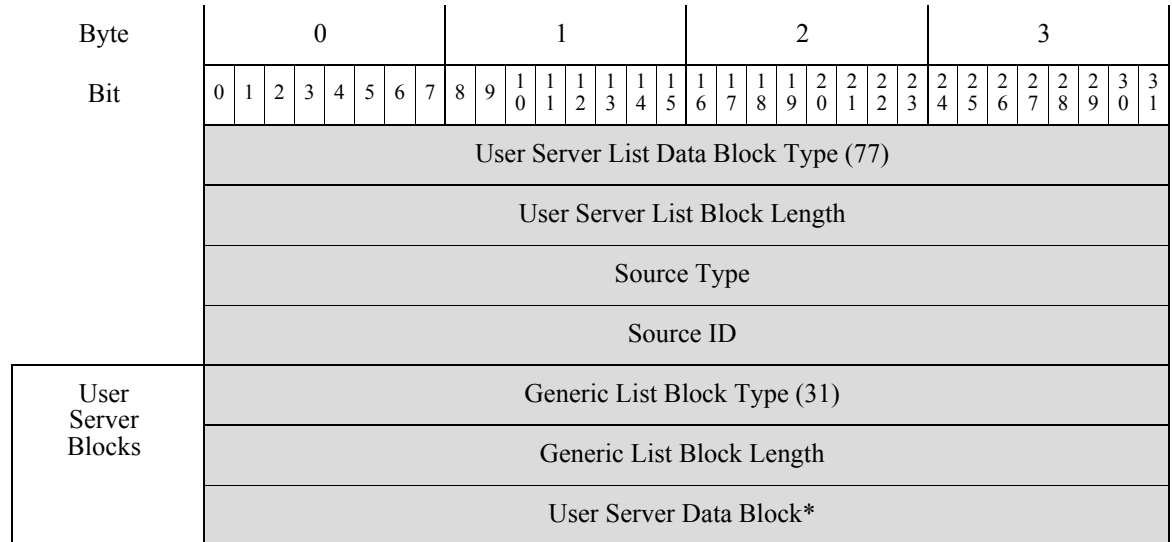 Byte 0 1 2 3
Bit 0 1 2 3 4 5 6 7 8 9 10 11 12 13 14 15 16 17 18 19 20 21 22 23 24 25 26 27 28 29 30 31
User Server List Data Block Type (77)
User Server List Block Length
Source Type
Source ID
User
Server
Blocks
Generic List Block Type (31)
Generic List Block Length
User Server Data Block*